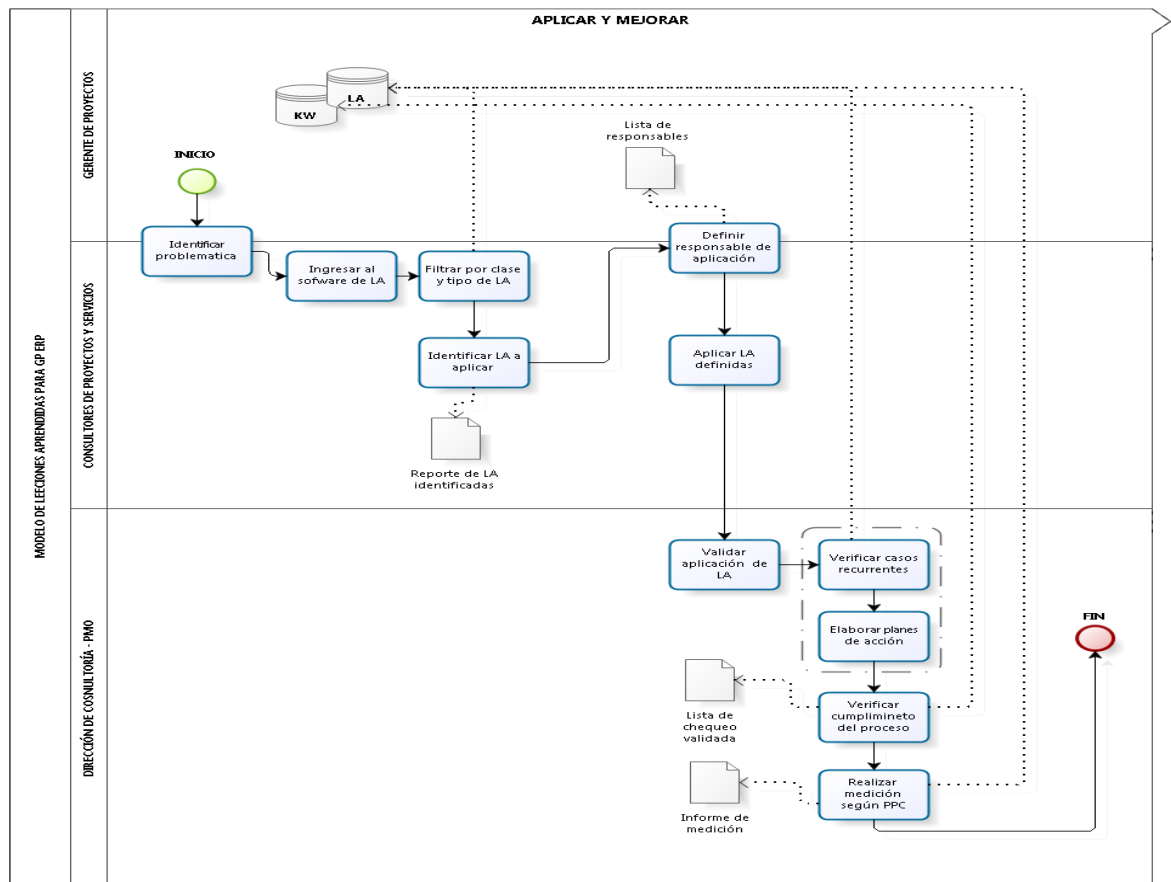 APLICAR Y MEJORAR
MODELO DE LEECIONES APRENDIDAS PARA GP ERP
GERENTE DE PROYECTOS
LA
KW
INICIO
Lista de
responsables
Identificar
problematica
Definir
responsable de
aplicación
CONSULTORES DE PROYECTOS Y SERVICIOS
Ingresar al
sofware de LA
Filtrar por clase
y tipo de LA
Identificar LA a
aplicar
Aplicar LA
definidas
Reporte de LA
identificadas
DIRECCIÓN DE COSNULTORÍA - PMO
Validar
aplicación de
LA
Verificar casos
recurrentes
Elaborar planes
de acción
FIN
Lista de
chequeo
validada
Verificar
cumplimineto
del proceso
Informe de
medición
Realizar
medición
según PPC